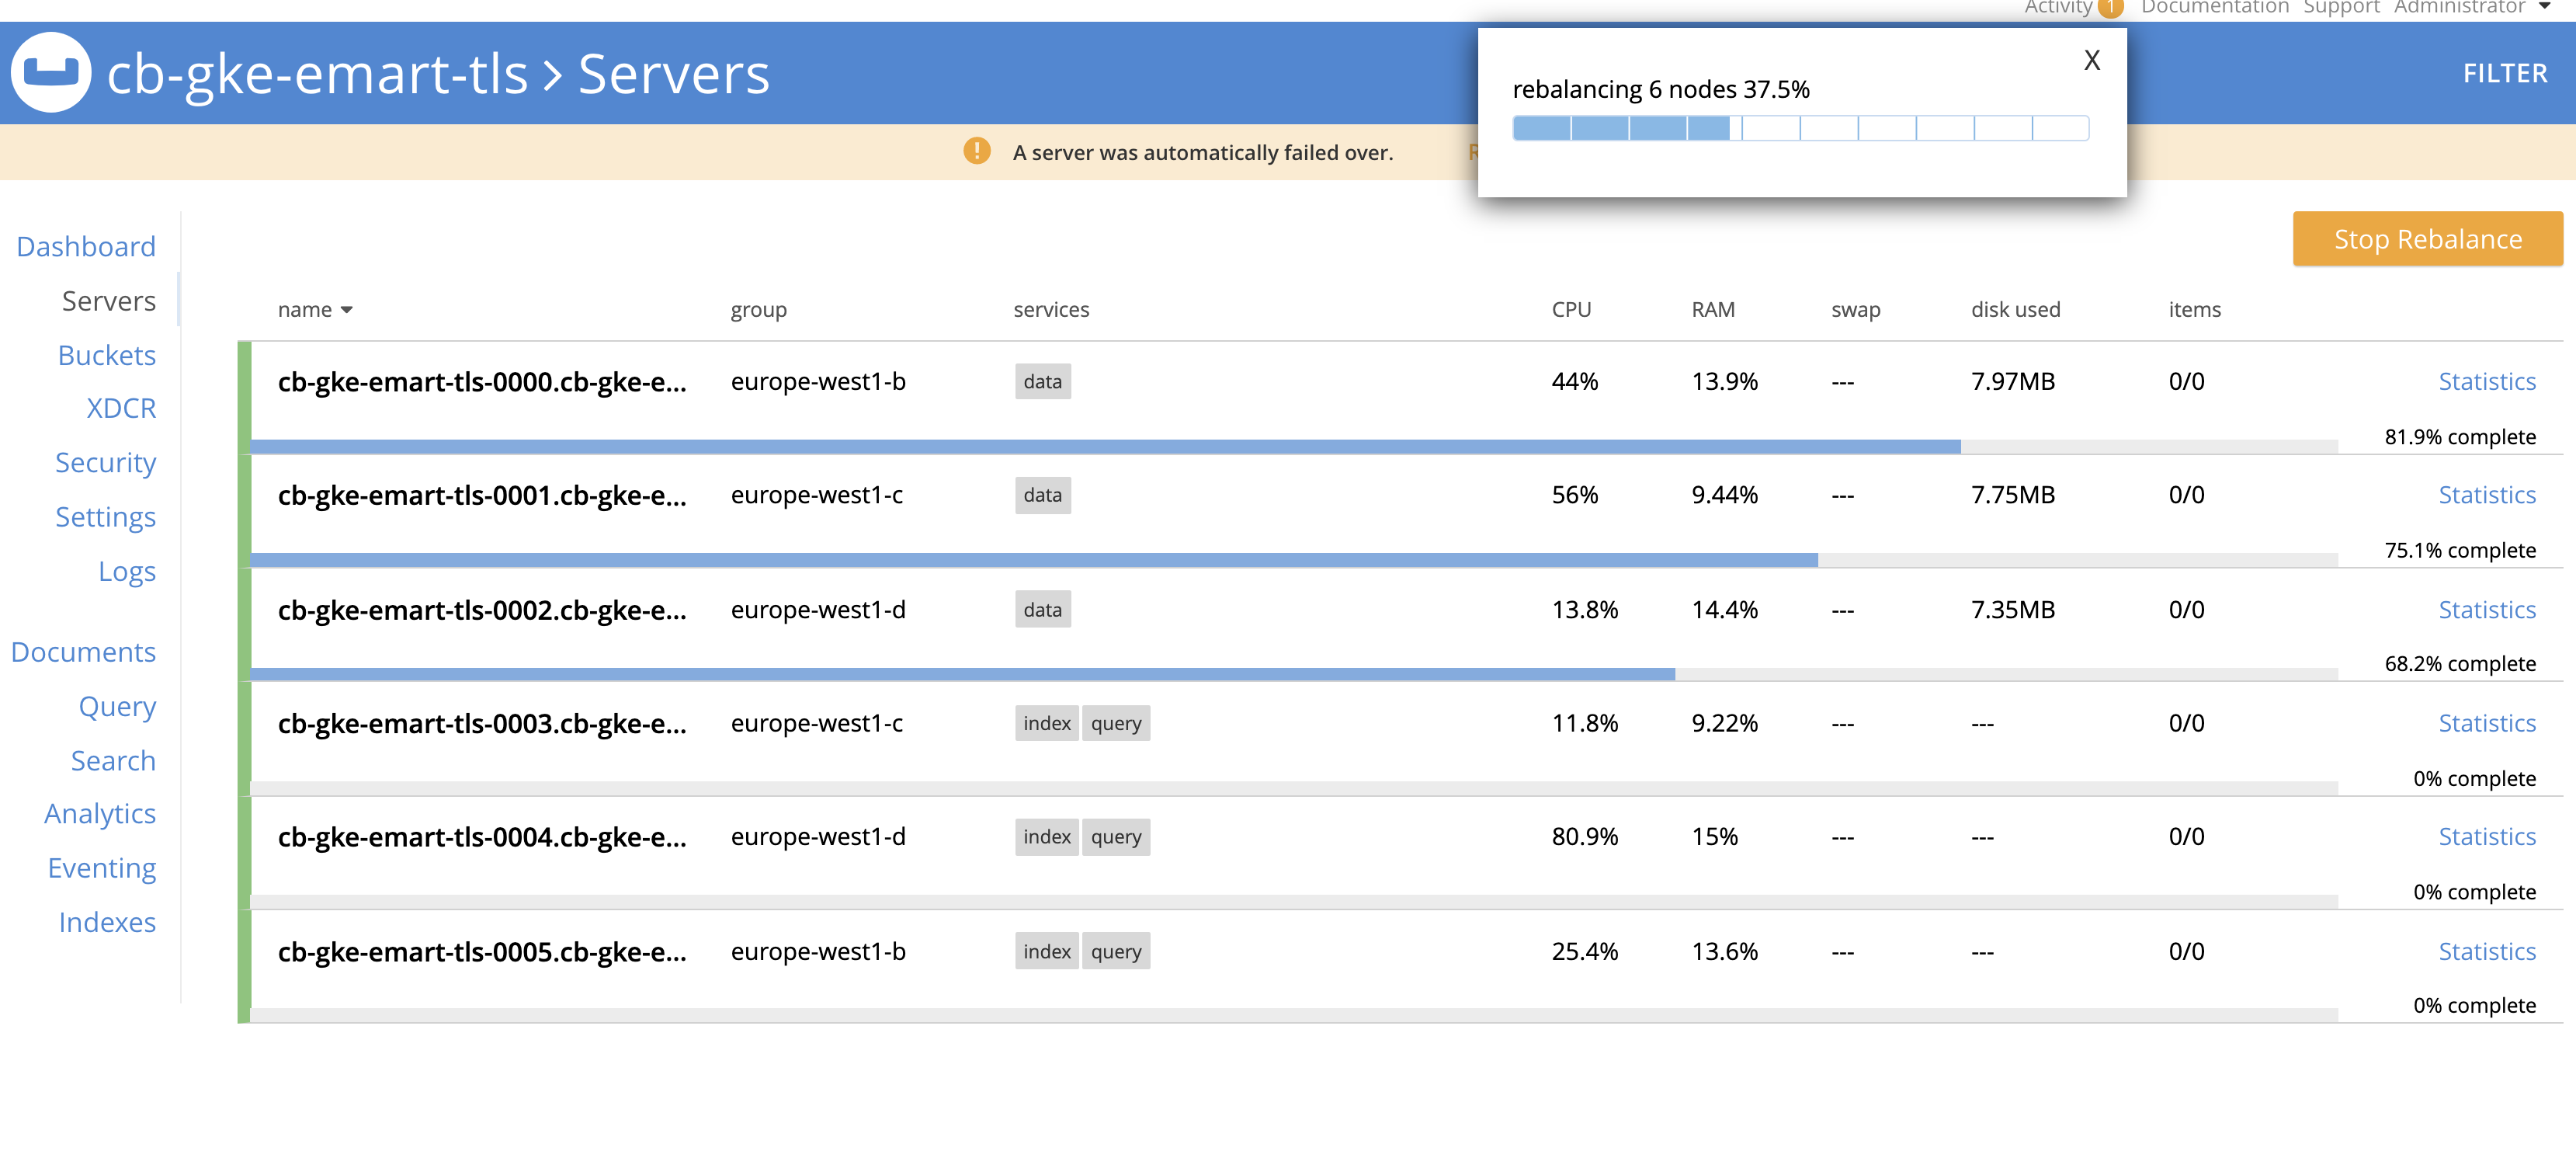 Activity 1 Documentation Support Administrator
cb-gke-emart-tls > Servers
FILTER
X
rebalancing 6 nodes 37.5%
A server was automatically failed over.
Stop Rebalance
Dashboard
Servers
Buckets
XDCR
Security
Settings
Logs
Documents
Query
Search
Analytics
Eventing
Indexes
name group services CPU RAM swap disk used items
cb-gke-emart-tls-0000.cb-gke-e... europe-west1-b data 44% 13.9% --- 7.97MB 0/0 Statistics
81.9% complete
cb-gke-emart-tls-0001.cb-gke-e... europe-west1-c data 56% 9.44% --- 7.75MB 0/0 Statistics
75.1% complete
cb-gke-emart-tls-0002.cb-gke-e... europe-west1-d data 13.8% 14.4% --- 7.35MB 0/0 Statistics
68.2% complete
cb-gke-emart-tls-0003.cb-gke-e... europe-west1-c index query 11.8% 9.22% --- --- 0/0 Statistics
0% complete
cb-gke-emart-tls-0004.cb-gke-e... europe-west1-d index query 80.9% 15% --- --- 0/0 Statistics
0% complete
cb-gke-emart-tls-0005.cb-gke-e... europe-west1-b index query 25.4% 13.6% --- --- 0/0 Statistics
0% complete